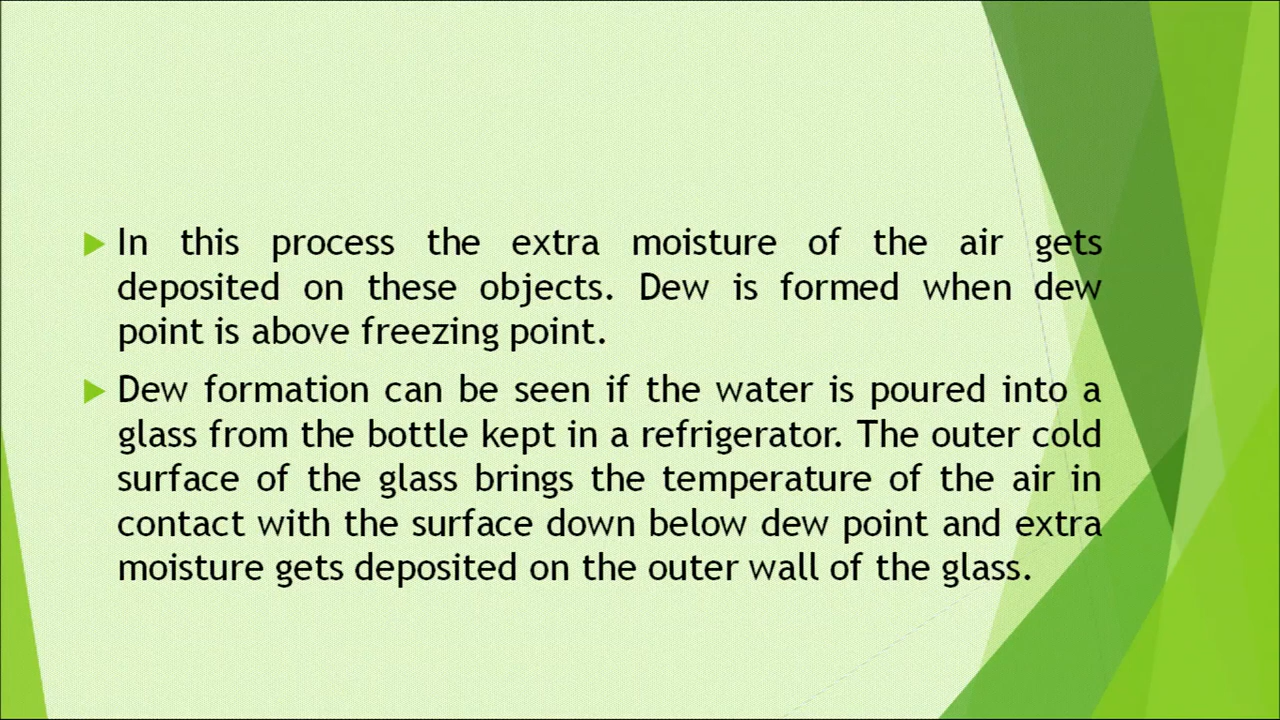 In this process the extra moisture of the air gets
deposited on these objects. Dew is formed when dew
point is above freezing point.
Dew formation can be seen if the water is poured into a
glass from the bottle kept in a refrigerator. The outer cold
surface of the glass brings the temperature of the air in
contact with the surface down below dew point and extra
moisture gets deposited on the outer wall of the glass.